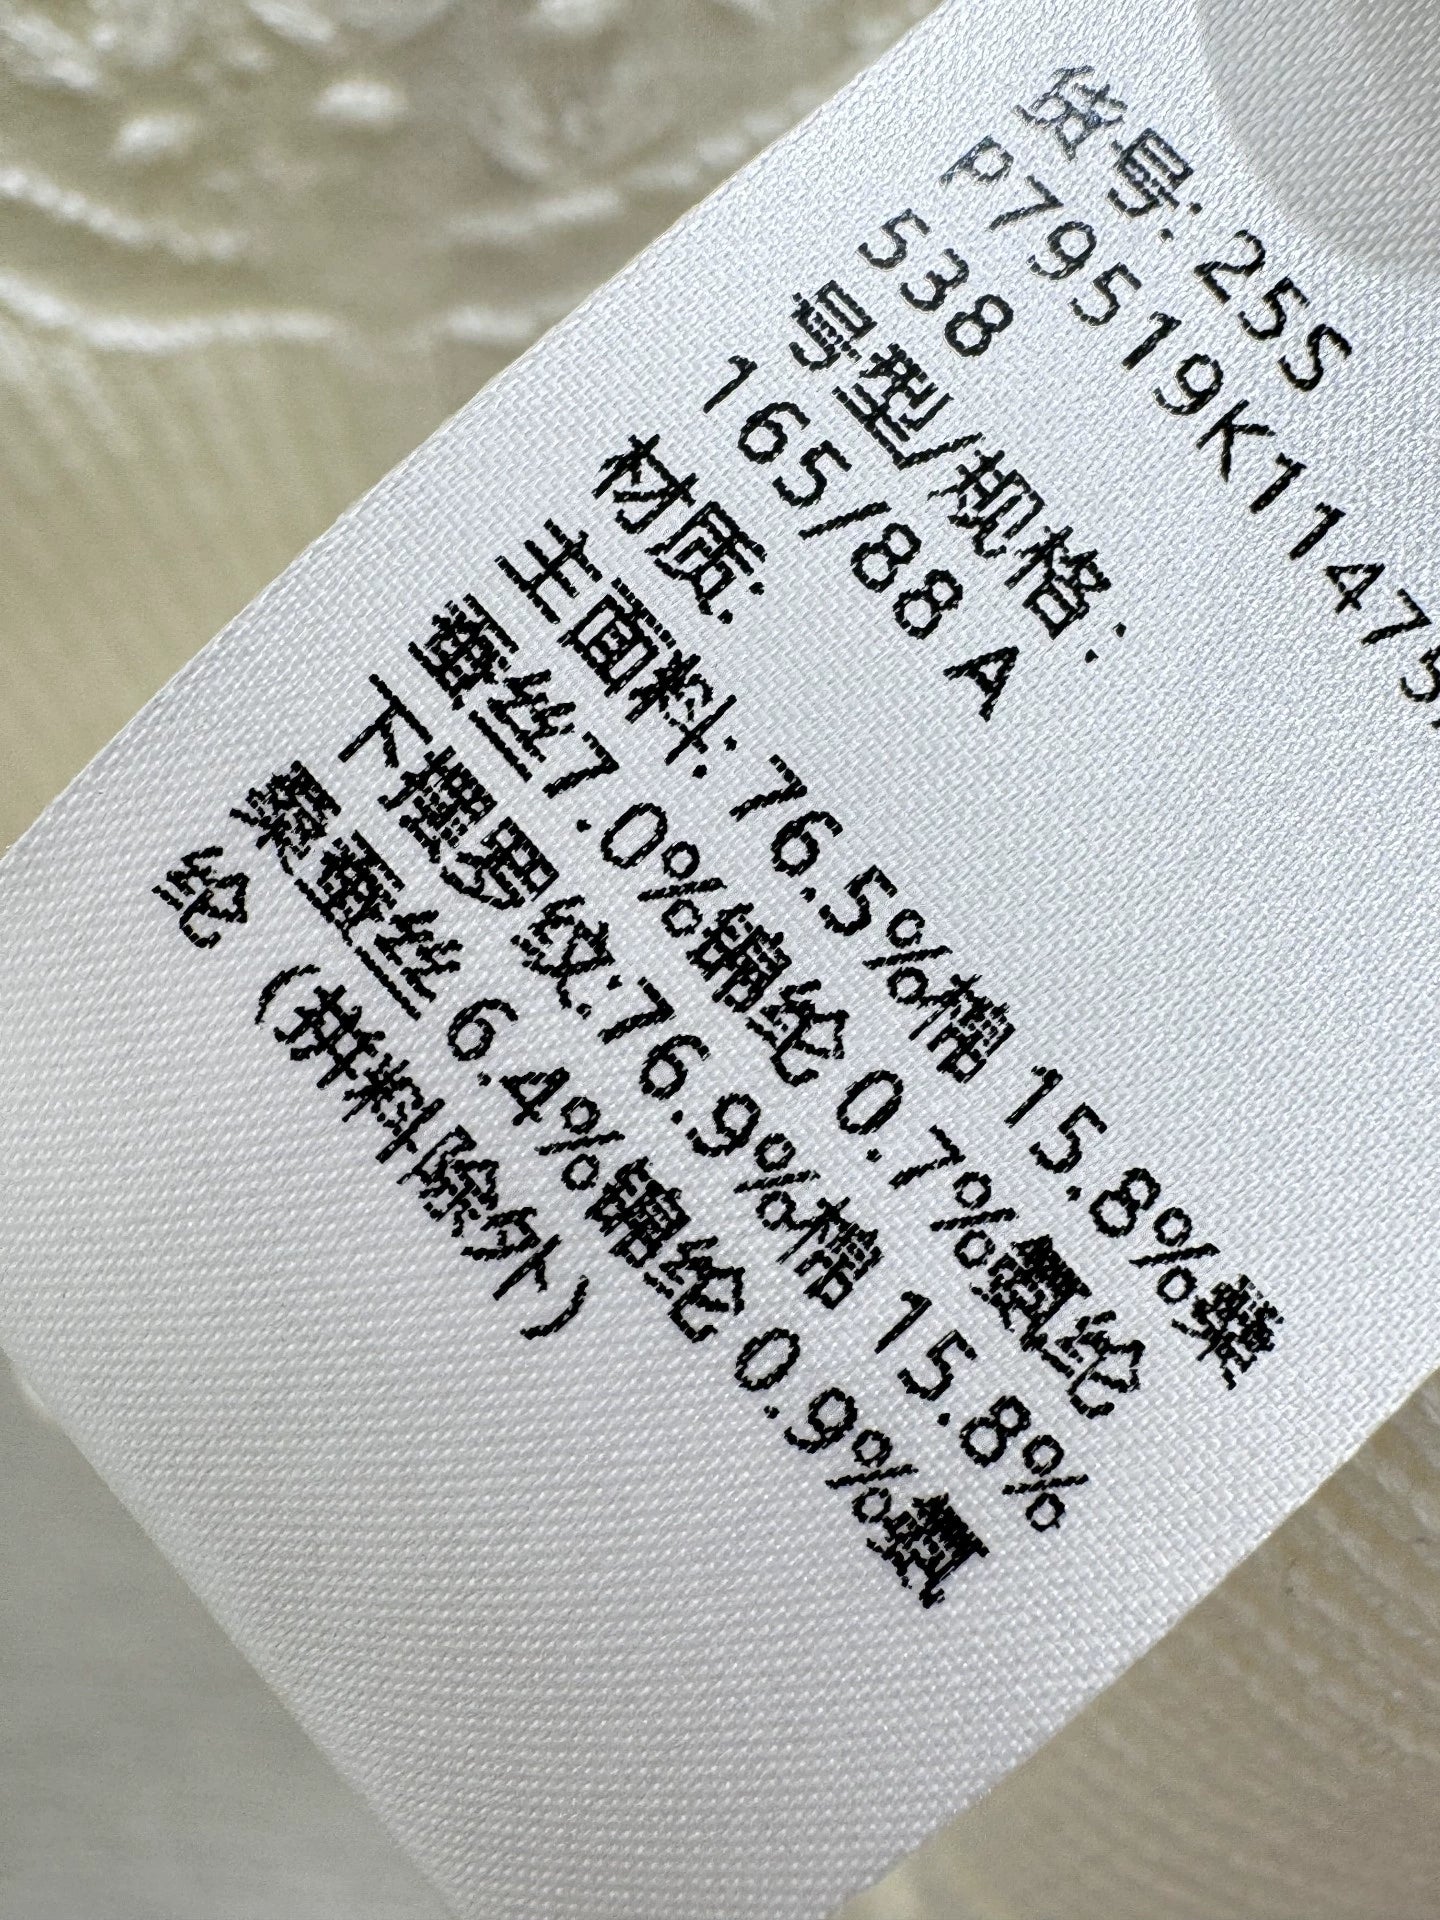 货号: 25S
P79519K1147
538
号型/规格:
165/88 A
材质:
主面料: 76.5%棉 15.8%桑
蚕丝7.0%锦纶 0.7%氨纶
下摆罗纹:76.9%棉 15.8%
桑蚕丝 6.4%锦纶 0.9%氨
纶
(拼料除外)